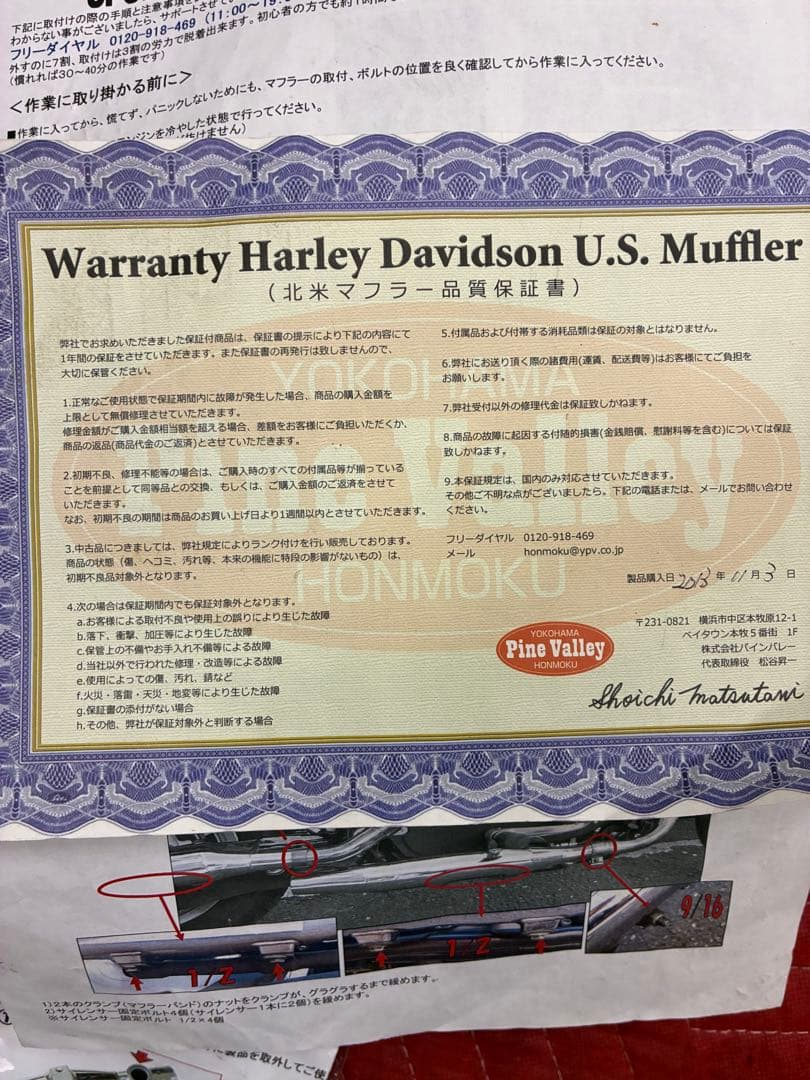 下記に取付けの際の手順と注意事項を
わからない事がございましたら、サポートさせて
フリーダイヤル 0120-918-469 (11:00～19:
外すのに7割、取付けは3割の労力で脱着出来ます。初心者の方でも約1時間
(慣れれば30～40分の作業です)
＜作業に取り掛かる前に＞
■作業に入ってから、慌てず、パニックしないためにも、マフラーの取付、ボルトの位置を良く確認してから作業に入ってください。
ンジンを冷やした状態で行ってください。
Warranty Harley Davidson U.S. Muffler
（北米マフラー品質保証書）
弊社でお求めいただきました保証付商品は、保証書の提示により下記の内容にて
1年間の保証をさせていただきます。また保証書の再発行は致しませんので、
大切に保管ください。
1.正常なご使用状態で保証期間内に故障が発生した場合、商品の購入金額を
上限として無償修理させていただきます。
修理金額がご購入金額相当額を超える場合、差額をお客様にご負担いただくか、
商品の返品(商品代金のご返済)とさせていただきます。
2.初期不良、修理不能等の場合は、ご購入時のすべての付属品等が揃っている
ことを前提として同等品との交換、もしくは、ご購入金額のご返済をさせて
いただきます。
なお、初期不良の期間は商品のお買い上げ日より1週間以内とさせていただきます。
3.中古品につきましては、弊社規定によりランク付けを行い販売しております。
商品の状態（傷、ヘコミ、汚れ等、本来の機能に特段の影響がないもの）は、
初期不良品対象外となります。
4.次の場合は保証期間内でも保証対象外となります。
a.お客様による取付不良や使用上の誤りにより生じた故障
b.落下、衝撃、加圧等により生じた故障
c.保管上の不備やお手入れ不備等による故障
d.当社以外で行われた修理・改造等による故障
e.使用によっての傷、汚れ、錆など
f.火災・落雷・天災・地変等により生じた故障
g.保証書の添付がない場合
h.その他、弊社が保証対象外と判断する場合
5.付属品および付帯する消耗品類は保証の対象とはなりません。
6.弊社にお送り頂く際の諸費用(運賃、配送費等)はお客様にてご負担を
お願いします。
7.弊社受付以外の修理代金は保証致しかねます。
8.商品の故障に起因する付随的損害(金銭賠償、慰謝料等を含む)については保証
致しかねます。
9.本保証規定は、国内のみ対応させていただきます。
その他ご不明な点がございましたら、下記の電話または、メールでお問い合わせ
ください。
フリーダイヤル 0120-918-469
メール honmoku@ypv.co.jp
製品購入日 2013 年 11 月 3 日
〒231-0821 横浜市中区本牧原12-1
ベイタウン本牧５番街 1F
株式会社パインバレー
代表取締役 松谷昇一
YOKOHAMA
Pine Valley
HONMOKU
Shoichi Matsutani
YOKOHAMA
Pine Valley
HONMOKU
9/16
1/2
1/2
1)2本のクランプ(マフラーバンド)のナットをクランプが、グラグラするまで緩めます。
2)サイレンサー固定ボルト4個(サイレンサー1本に2個)を緩めます。
※サイレンサー固定ボルト 1/2×4個
に製品を取外してご使